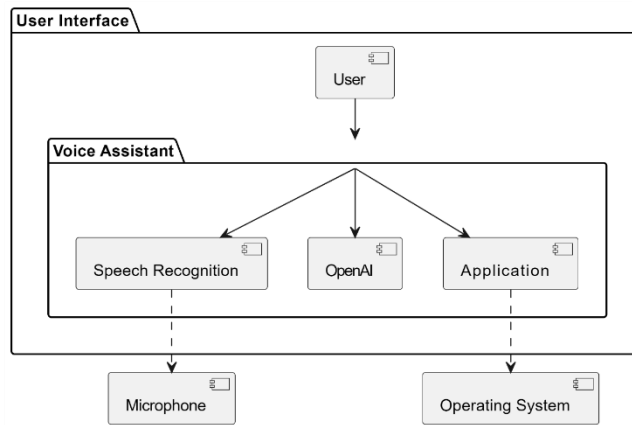 User Interface
User
Voice Assistant
Speech Recognition
OpenAI
Application
Microphone
Operating System